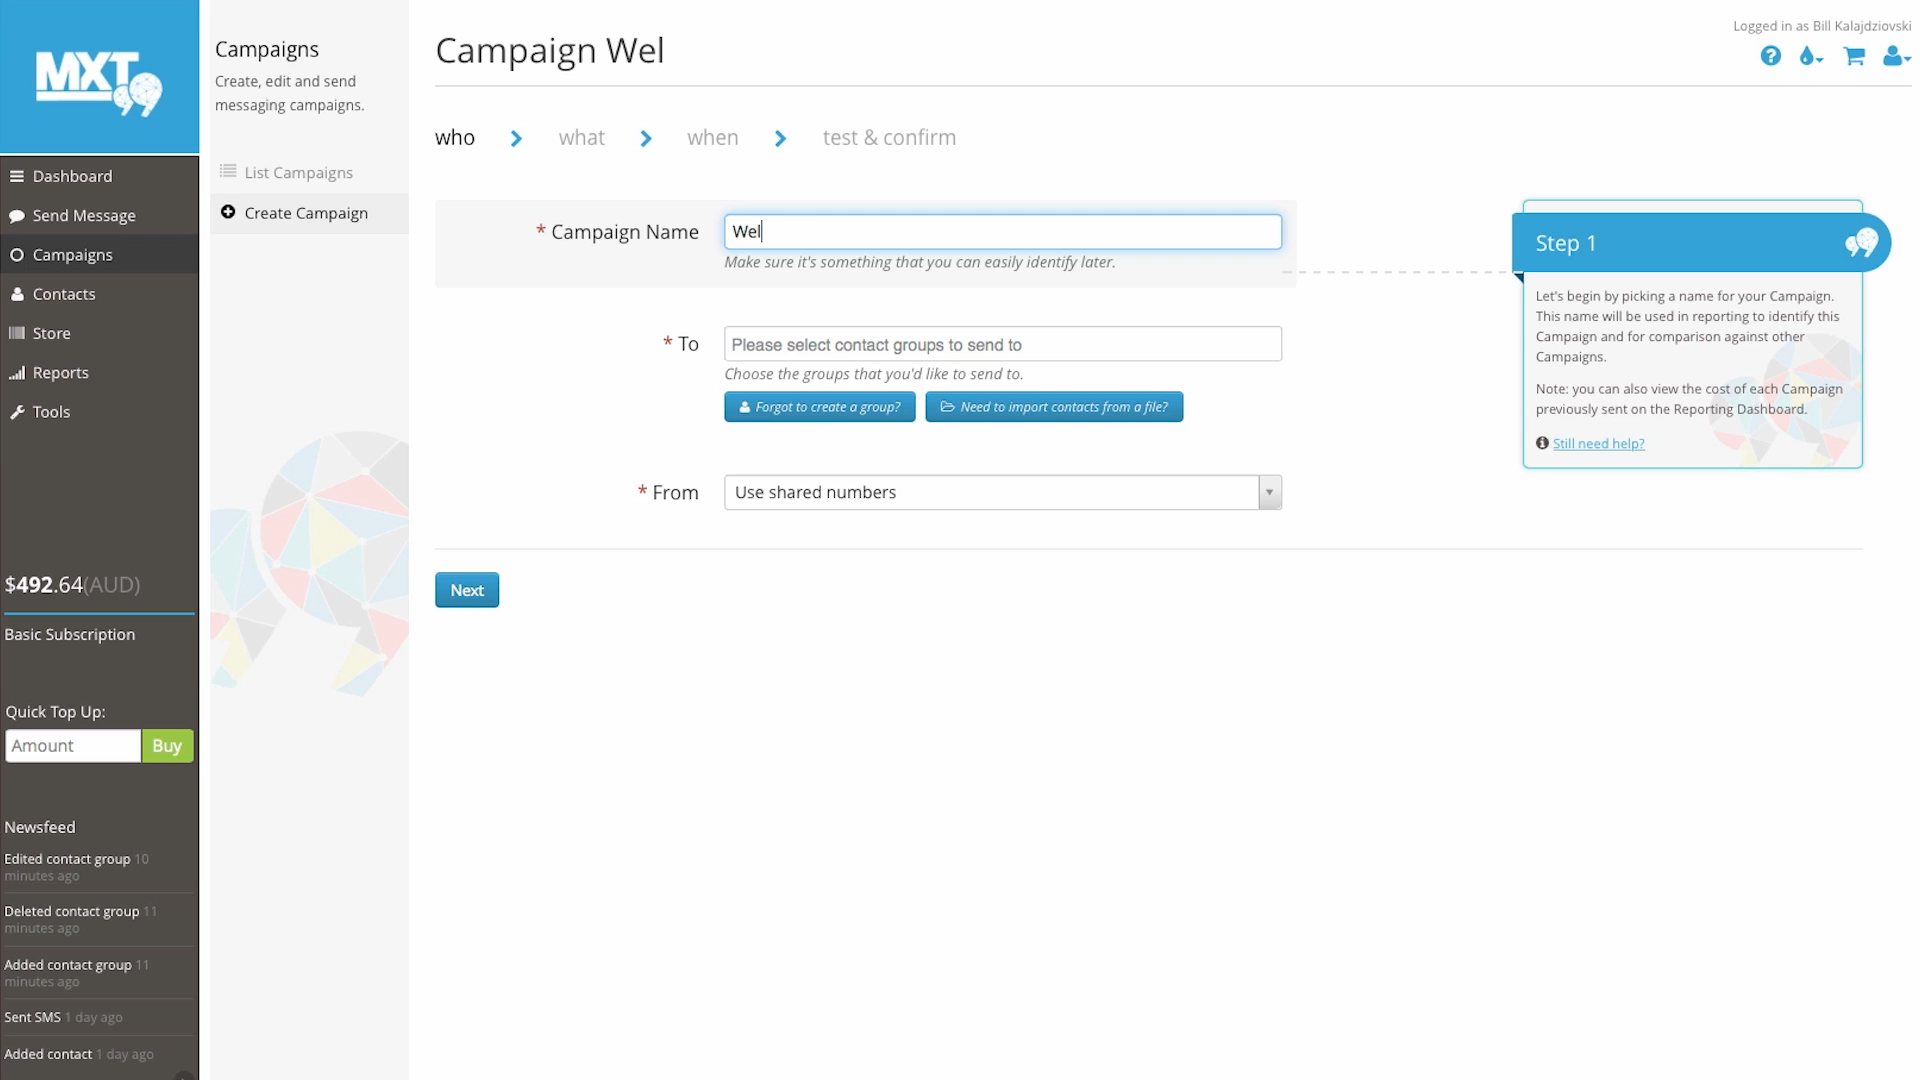 MXT
Dashboard
Send Message
Campaigns
Contacts
Store
Reports
Tools
$492.64(AUD)
Basic Subscription
Quick Top Up:
Amount
Buy
Newsfeed
Edited contact group 10
minutes ago
Deleted contact group 11
minutes ago
Added contact group 11
minutes ago
Sent SMS 1 day ago
Added contact 1 day ago
Campaigns
Create, edit and send
messaging campaigns.
List Campaigns
Create Campaign
Logged in as Bill Kalajdziovski
Campaign Wel
who
what
when
test & confirm
* Campaign Name
Wel
Make sure it's something that you can easily identify later.
* To
Please select contact groups to send to
Choose the groups that you'd like to send to.
Forgot to create a group?
Need to import contacts from a file?
* From
Use shared numbers
Next
Step 1
Let's begin by picking a name for your Campaign.
This name will be used in reporting to identify this
Campaign and for comparison against other
Campaigns.
Note: you can also view the cost of each Campaign
previously sent on the Reporting Dashboard.
Still need help?